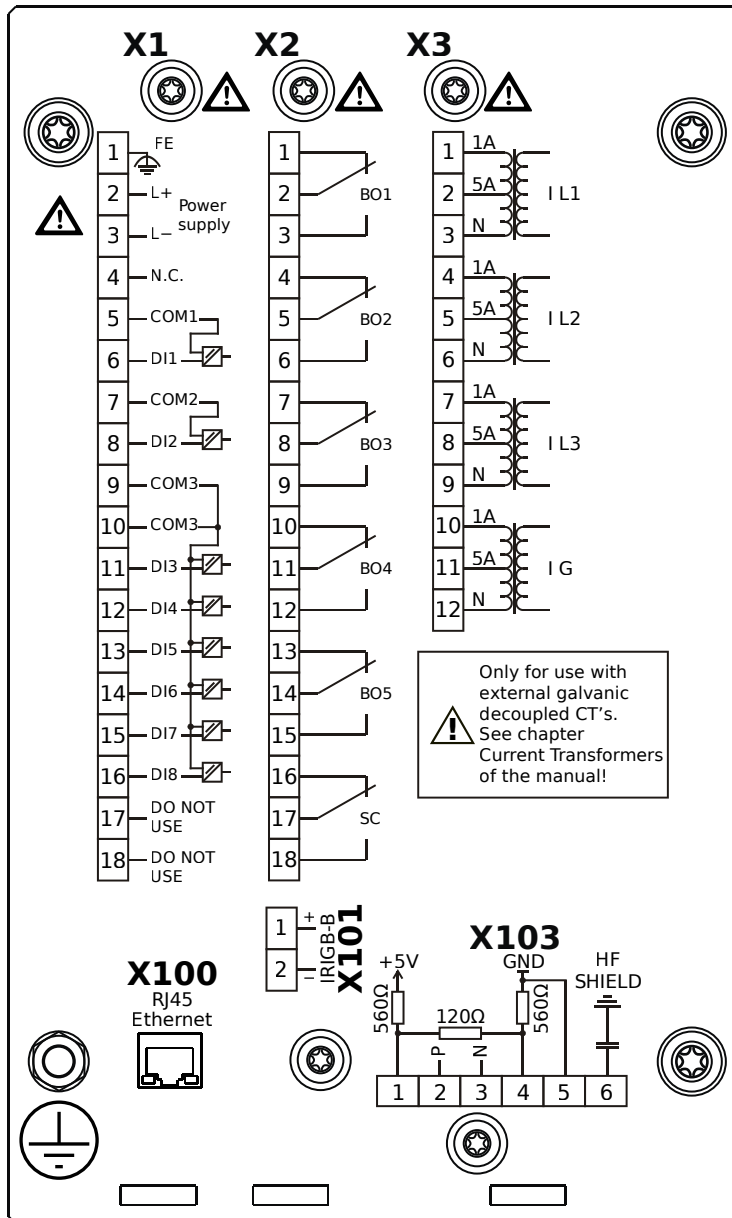 X1
X2
X3
1
FE
2
L+
Power
supply
3
L−
4
N.C.
5
COM1
6
DI1
7
COM2
8
DI2
9
COM3
10
COM3
11
DI3
12
DI4
13
DI5
14
DI6
15
DI7
16
DI8
17
DO NOT
USE
18
DO NOT
USE
1
2
BO1
3
4
5
BO2
6
7
8
BO3
9
10
11
BO4
12
13
14
BO5
15
16
17
SC
18
1
1A
2
5A
I L1
3
N
4
1A
5
5A
I L2
6
N
7
1A
8
5A
I L3
9
N
10
1A
11
5A
I G
12
N
Only for use with
external galvanic
decoupled CT's.
See chapter
Current Transformers
of the manual!
X100
RJ45
Ethernet
1
+
2
−
IRIGB-B
X101
X103
+5V
GND
HF
SHIELD
560Ω
120Ω
560Ω
P
N
1
2
3
4
5
6